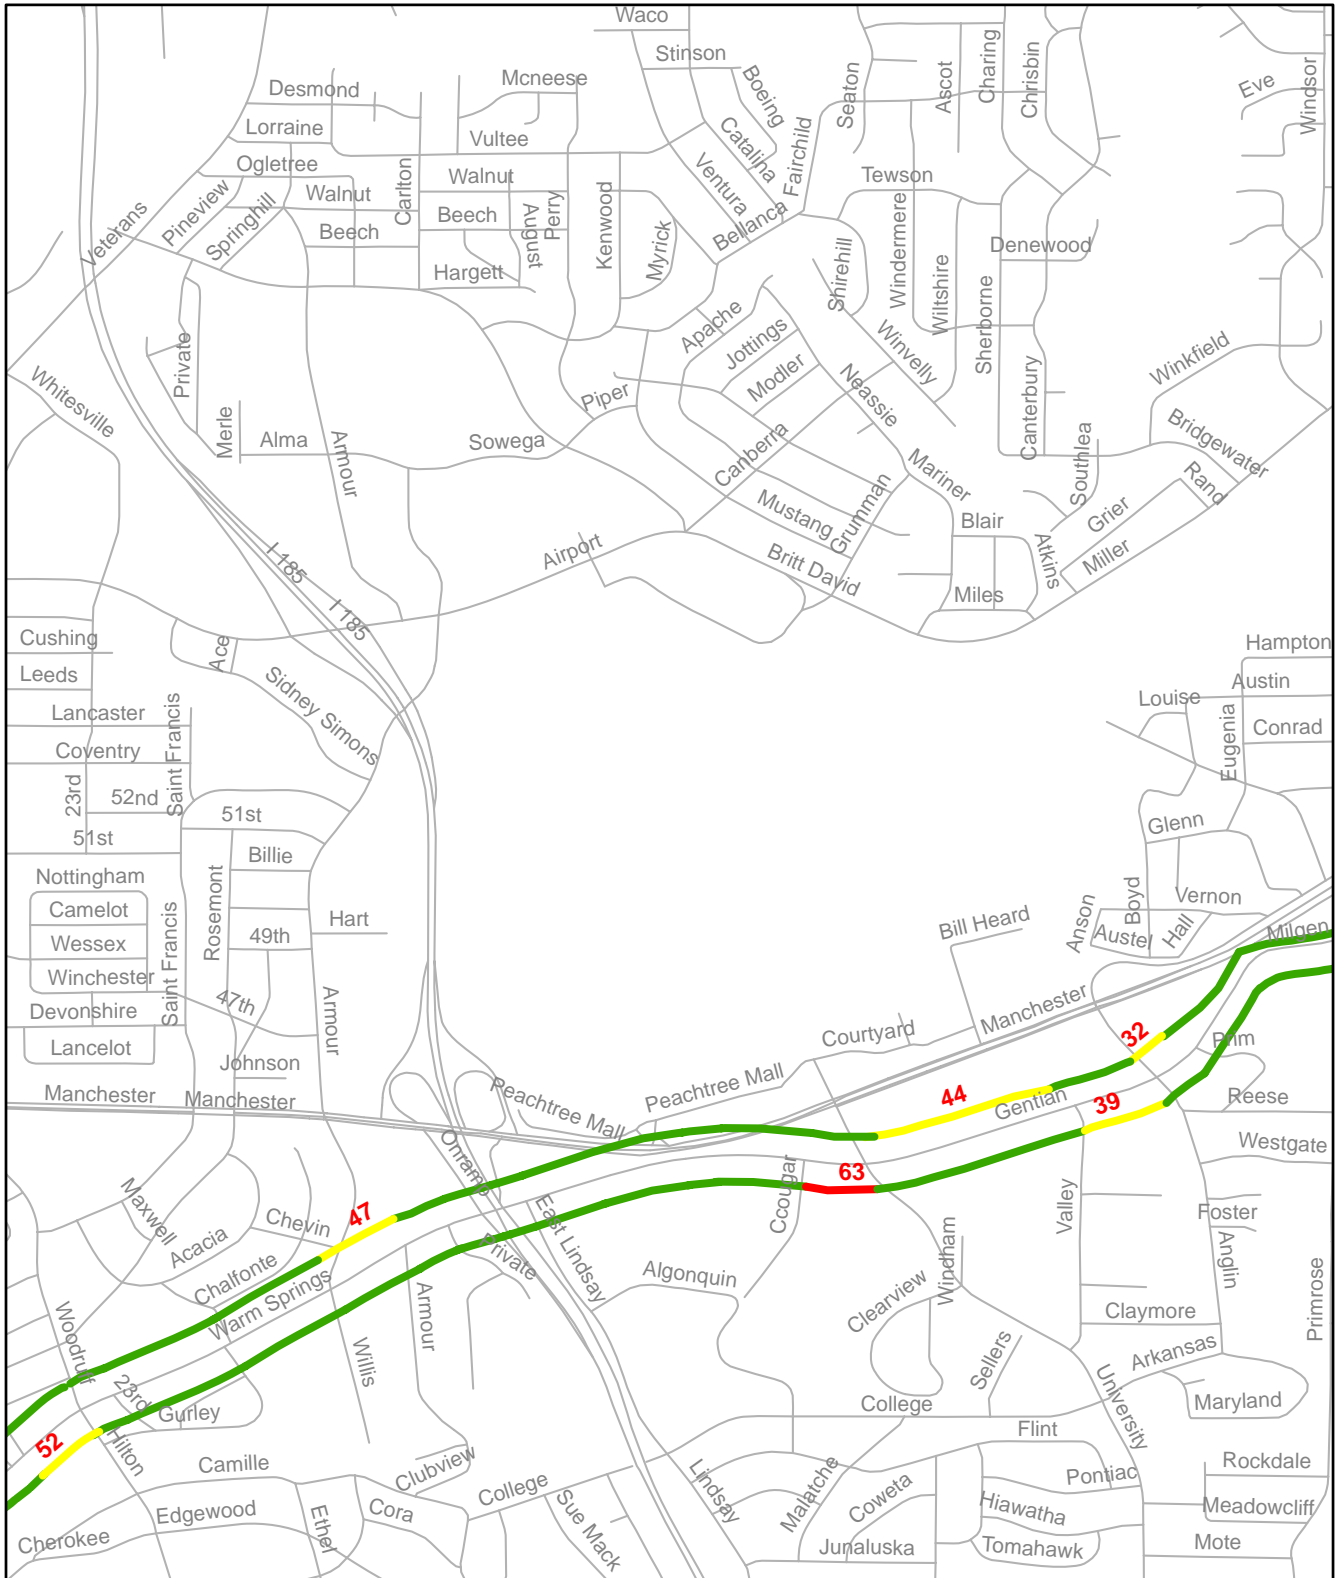 Waco
Stinson
Mcneese
Desmond
Boeing
Seaton
Ascot
Charing
Chrisbin
Eve
Windsor
Lorraine
Vultee
Catalina
Fairchild
Ogletree
Walnut
Carlton
Walnut
Ventura
Tewson
Pineview
Springhill
Veterans
Beech
Beech
August
Perry
Kenwood
Myrick
Bellanca
Windermere
Denewood
Hargett
Shirehill
Wiltshire
Sherborne
Apache
Jottings
Modler
Winvelly
Neassie
Winkfield
Private
Whitesville
Piper
Canterbury
Bridgewater
Merle
Alma
Armour
Sowega
Canberra
Mariner
Southlea
Rand
Mustang
Grumman
Blair
Grier
Airport
Britt David
Atkins
Miller
I 185
I 185
Miles
Cushing
Ace
Hampton
Leeds
Sidney Simons
Austin
Louise
Lancaster
Saint Francis
Eugenia
Conrad
Coventry
23rd
52nd
51st
51st
Glenn
Billie
Nottingham
Rosemont
Camelot
Boyd
Vernon
Saint Francis
Hart
Bill Heard
Anson
Wessex
49th
Austel
Hall
Milgen
Winchester
47th
Armour
Devonshire
Manchester
Lancelot
Courtyard
32
Prim
Johnson
Manchester
Manchester
Peachtree Mall
Peachtree Mall
44
Gentian
39
Reese
Westgate
Onramp
63
Ccougar
Maxwell
47
Chevin
East Lindsay
Valley
Foster
Acacia
Private
Windham
Anglin
Chalfonte
Algonquin
Clearview
Warm Springs
Armour
Claymore
Primrose
Woodruff
Willis
Sellers
Arkansas
23rd
Gurley
College
University
Maryland
52
Hilton
Flint
Camille
Clubview
Lindsay
Malatche
Pontiac
Rockdale
College
Coweta
Hiawatha
Meadowcliff
Edgewood
Ethel
Cora
Sue Mack
Cherokee
Junaluska
Tomahawk
Mote